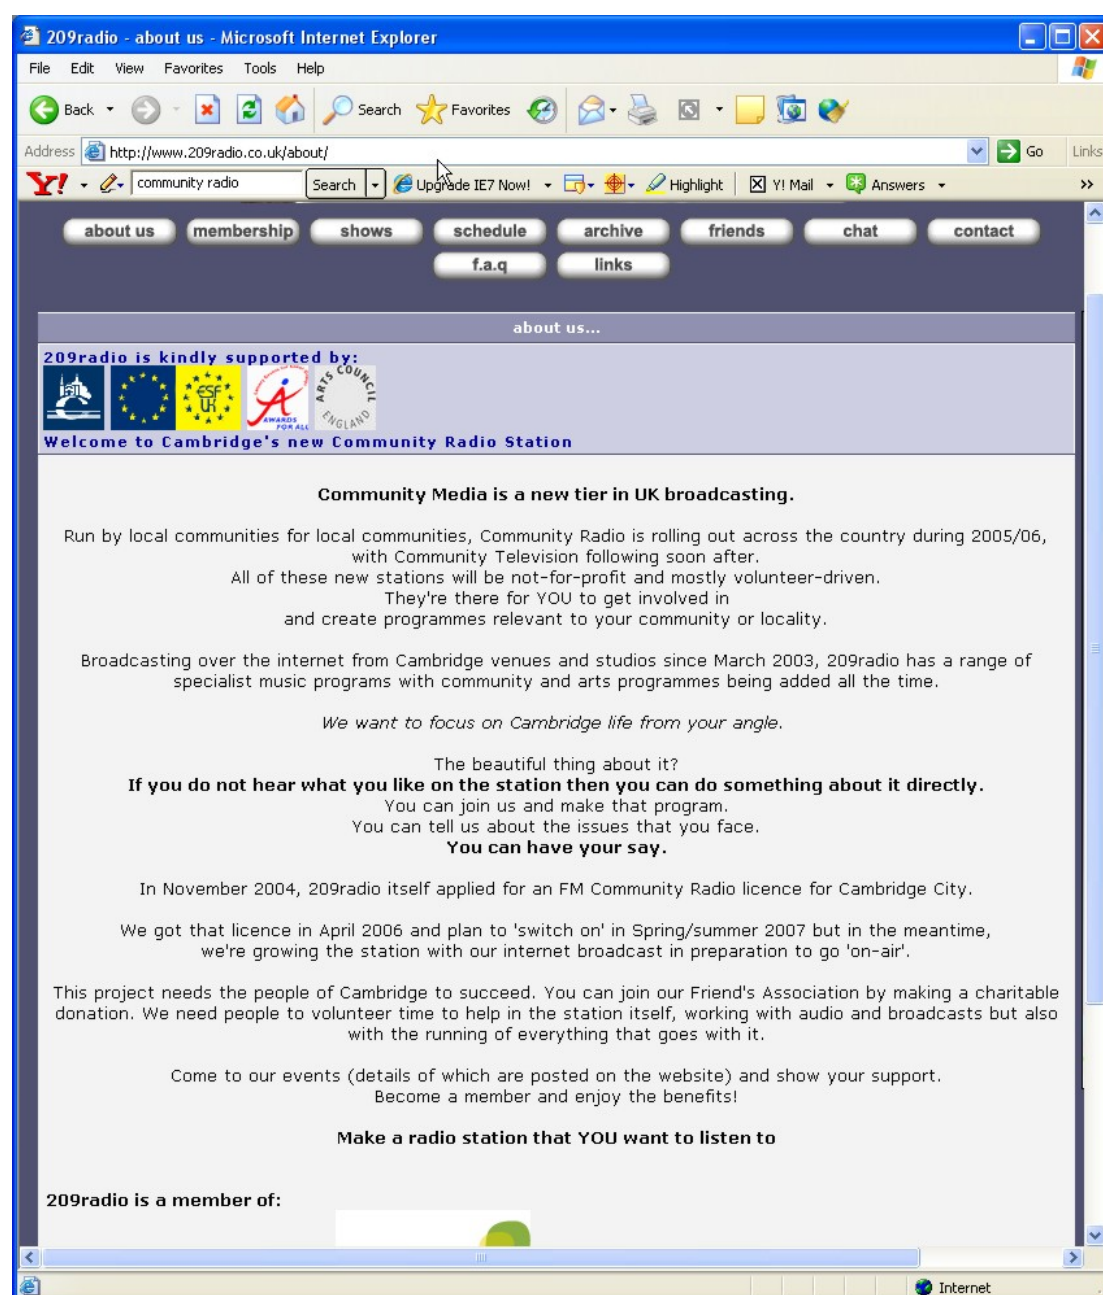 209radio - about us - Microsoft Internet Explorer
File Edit View Favorites Tools Help
Back Search Favorites
Address http://www.209radio.co.uk/about/ Go Links
Y! community radio Search Upgrade IE7 Now! Highlight Y! Mail Answers »
about us membership shows schedule archive friends chat contact
f.a.q links
about us...
209radio is kindly supported by:
ESF UK AWARDS FOR ALL ARTS COUNCIL ENGLAND
Welcome to Cambridge's new Community Radio Station
Community Media is a new tier in UK broadcasting.
Run by local communities for local communities, Community Radio is rolling out across the country during 2005/06,
with Community Television following soon after.
All of these new stations will be not-for-profit and mostly volunteer-driven.
They're there for YOU to get involved in
and create programmes relevant to your community or locality.
Broadcasting over the internet from Cambridge venues and studios since March 2003, 209radio has a range of
specialist music programs with community and arts programmes being added all the time.
We want to focus on Cambridge life from your angle.
The beautiful thing about it?
If you do not hear what you like on the station then you can do something about it directly.
You can join us and make that program.
You can tell us about the issues that you face.
You can have your say.
In November 2004, 209radio itself applied for an FM Community Radio licence for Cambridge City.
We got that licence in April 2006 and plan to 'switch on' in Spring/summer 2007 but in the meantime,
we're growing the station with our internet broadcast in preparation to go 'on-air'.
This project needs the people of Cambridge to succeed. You can join our Friend's Association by making a charitable
donation. We need people to volunteer time to help in the station itself, working with audio and broadcasts but also
with the running of everything that goes with it.
Come to our events (details of which are posted on the website) and show your support.
Become a member and enjoy the benefits!
Make a radio station that YOU want to listen to
209radio is a member of:
Internet